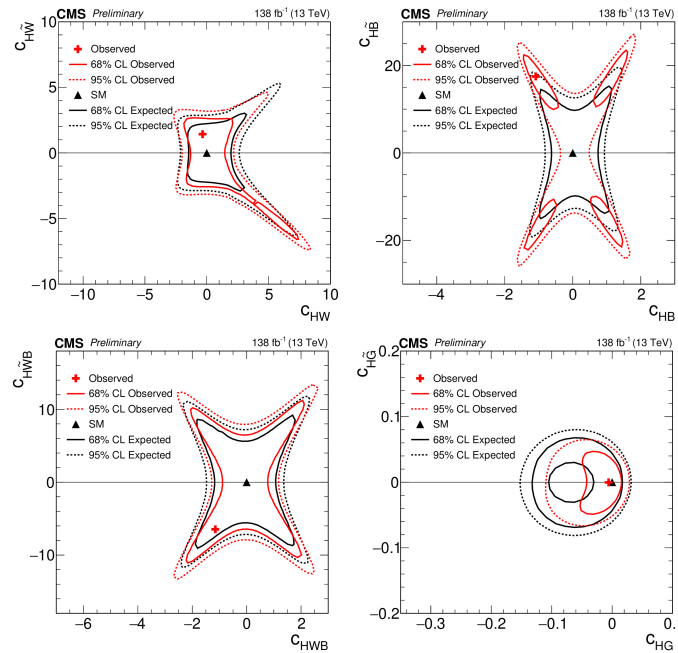 CMS Preliminary 138 fb⁻¹ (13 TeV)
c_HW̃
10
5
0
−5
−10
Observed
68% CL Observed
95% CL Observed
SM
68% CL Expected
95% CL Expected
−10 −5 0 5 10
c_HW
CMS Preliminary 138 fb⁻¹ (13 TeV)
c_HB̃
20
0
−20
Observed
68% CL Observed
95% CL Observed
SM
68% CL Expected
95% CL Expected
−4 −2 0 2
c_HB
CMS Preliminary 138 fb⁻¹ (13 TeV)
c_HW̃B
10
0
−10
Observed
68% CL Observed
95% CL Observed
SM
68% CL Expected
95% CL Expected
−6 −4 −2 0 2
c_HWB
CMS Preliminary 138 fb⁻¹ (13 TeV)
c_HG̃
0.2
0.1
0.0
−0.1
−0.2
Observed
68% CL Observed
95% CL Observed
SM
68% CL Expected
95% CL Expected
−0.3 −0.2 −0.1 0 0.
c_HG